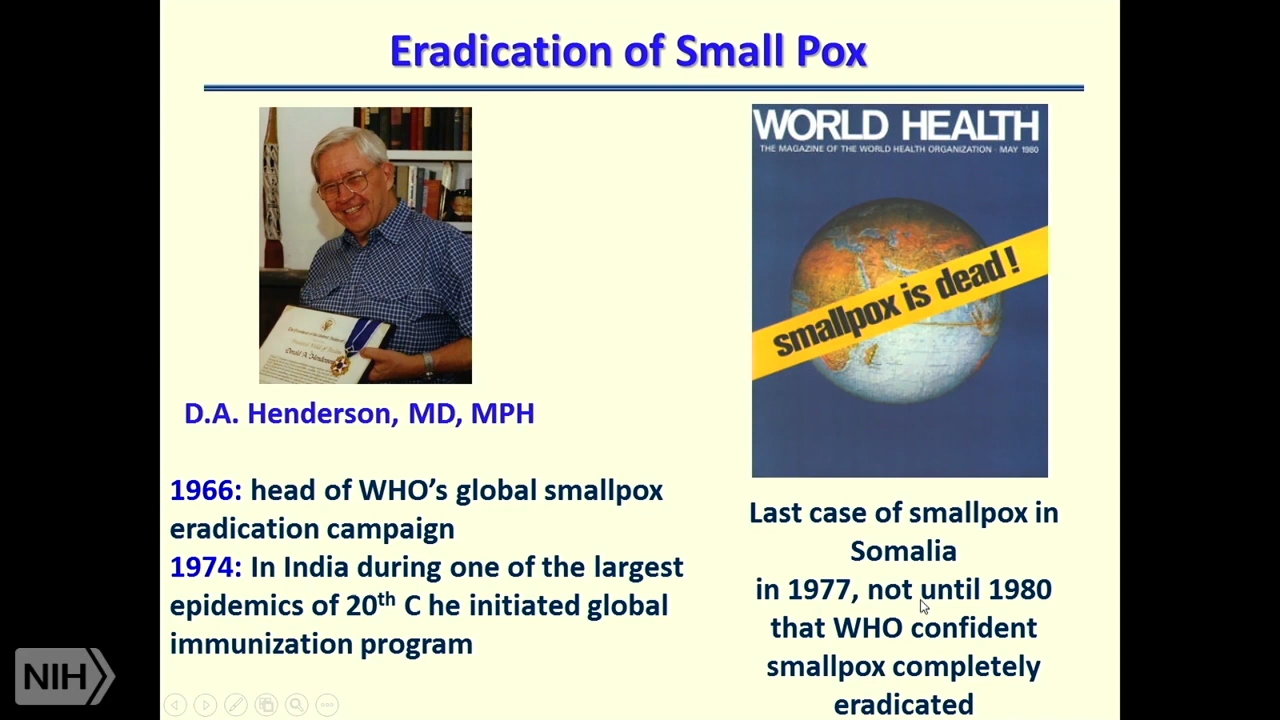 Eradication of Small Pox
WORLD HEALTH
THE MAGAZINE OF THE WORLD HEALTH ORGANIZATION · MAY 1980
smallpox is dead!
D.A. Henderson, MD, MPH
1966: head of WHO’s global smallpox
eradication campaign
1974: In India during one of the largest
epidemics of 20th C he initiated global
immunization program
Last case of smallpox in
Somalia
in 1977, not until 1980
that WHO confident
smallpox completely
eradicated
NIH